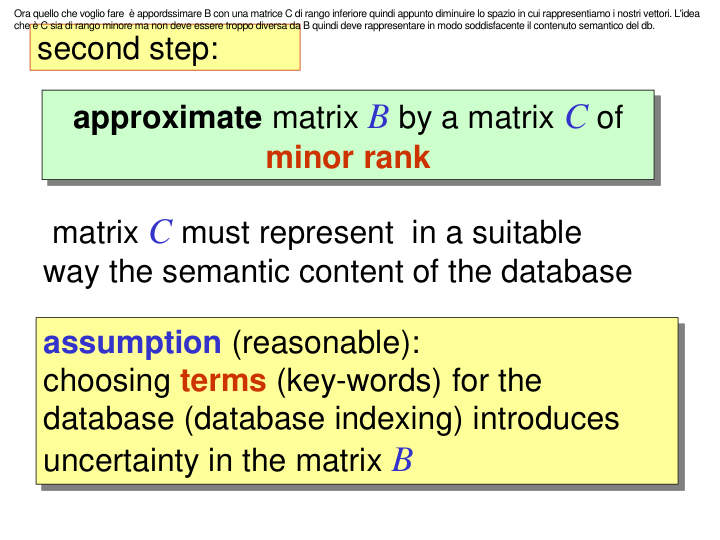 Ora quello che voglio fare è appordssimare B con una matrice C di rango inferiore quindi appunto diminuire lo spazio in cui rappresentiamo i nostri vettori. L'idea
che è C sia di rango minore ma non deve essere troppo diversa da B quindi deve rappresentare in modo soddisfacente il contenuto semantico del db.
second step:
approximate matrix B by a matrix C of
minor rank
matrix C must represent in a suitable
way the semantic content of the database
assumption (reasonable):
choosing terms (key-words) for the
database (database indexing) introduces
uncertainty in the matrix B